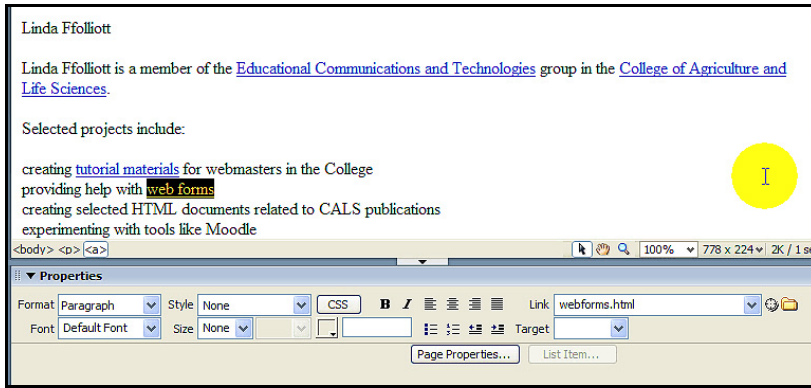 Linda Ffolliott
Linda Ffolliott is a member of the Educational Communications and Technologies group in the College of Agriculture and
Life Sciences.
Selected projects include:
creating tutorial materials for webmasters in the College
providing help with web forms
creating selected HTML documents related to CALS publications
experimenting with tools like Moodle
<body> <p> <a> 100% 778 x 224 2K / 1 se
Properties
Format Paragraph Style None CSS B I Link webforms.html
Font Default Font Size None Target
Page Properties... List Item...